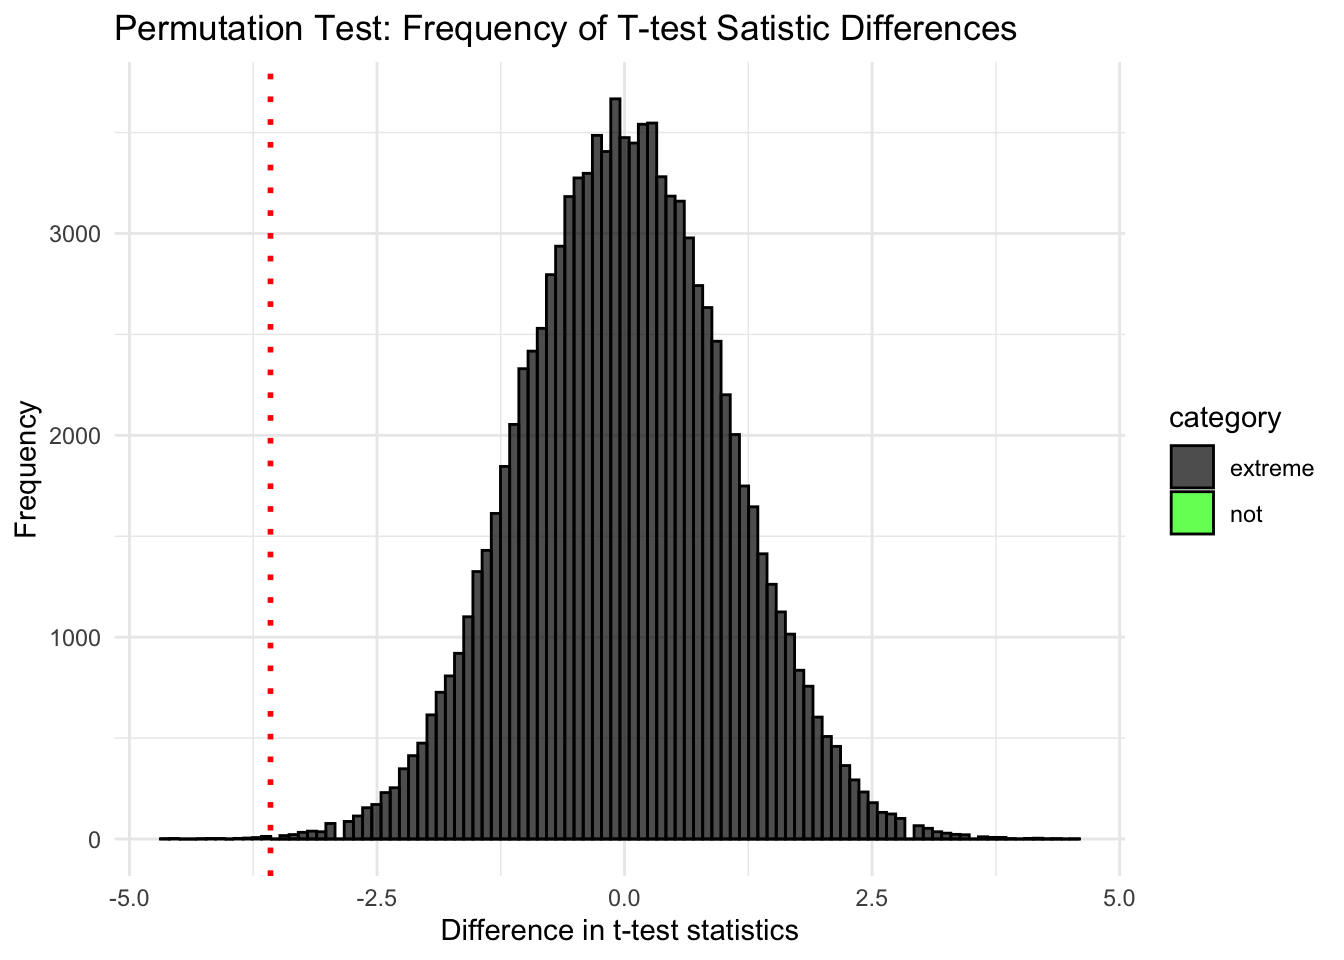 Permutation Test: Frequency of T-test Satistic Differences
Frequency
3000
2000
1000
0
-5.0
-2.5
0.0
2.5
5.0
Difference in t-test statistics
category
extreme
not